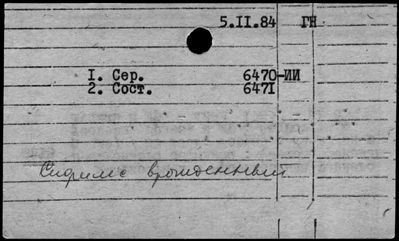 5.II.84 ГН
I. Сер. 6470-ИИ
2. Сост. 6471
Сифилис врожденный